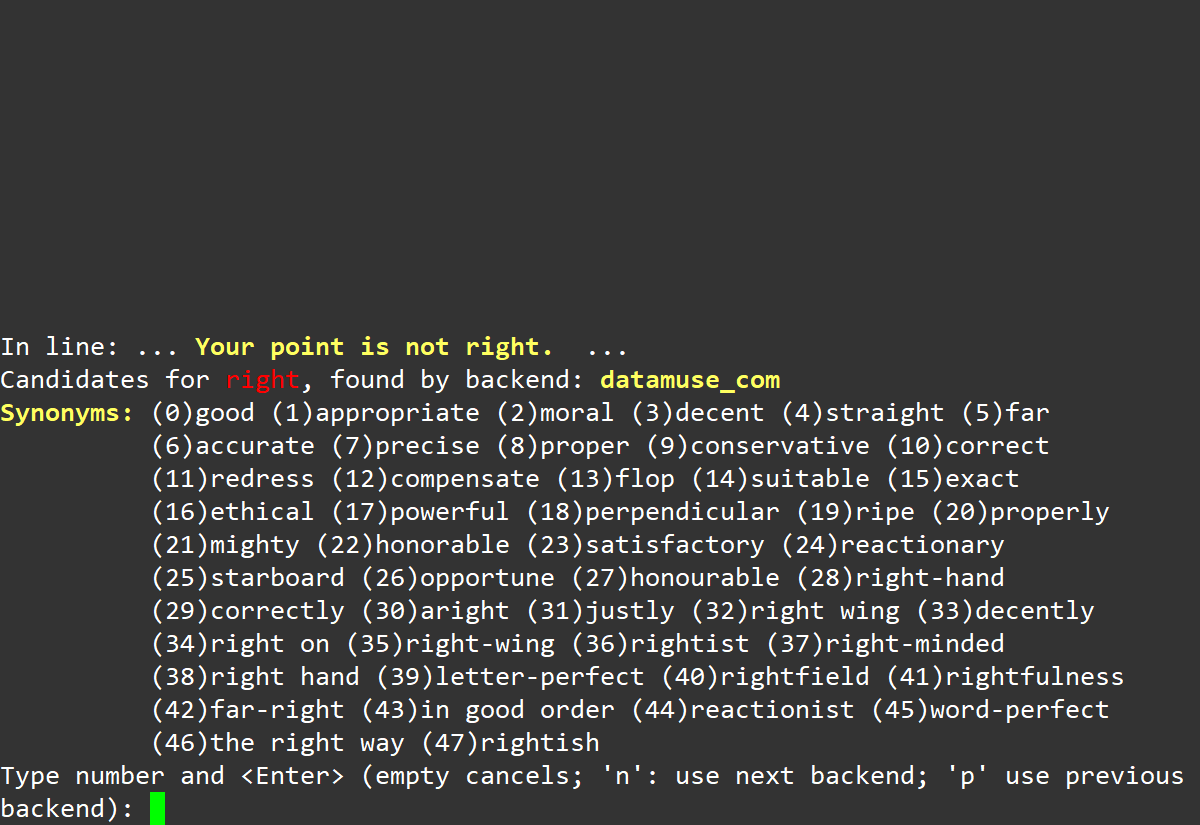 In line: ... Your point is not right.  ...
Candidates for right, found by backend: datamuse_com
Synonyms: (0)good (1)appropriate (2)moral (3)decent (4)straight (5)far
(6)accurate (7)precise (8)proper (9)conservative (10)correct
(11)redress (12)compensate (13)flop (14)suitable (15)exact
(16)ethical (17)powerful (18)perpendicular (19)ripe (20)properly
(21)mighty (22)honorable (23)satisfactory (24)reactionary
(25)starboard (26)opportune (27)honourable (28)right-hand
(29)correctly (30)aright (31)justly (32)right wing (33)decently
(34)right on (35)right-wing (36)rightist (37)right-minded
(38)right hand (39)letter-perfect (40)rightfield (41)rightfulness
(42)far-right (43)in good order (44)reactionist (45)word-perfect
(46)the right way (47)rightish
Type number and <Enter> (empty cancels; 'n': use next backend; 'p' use previous
backend):